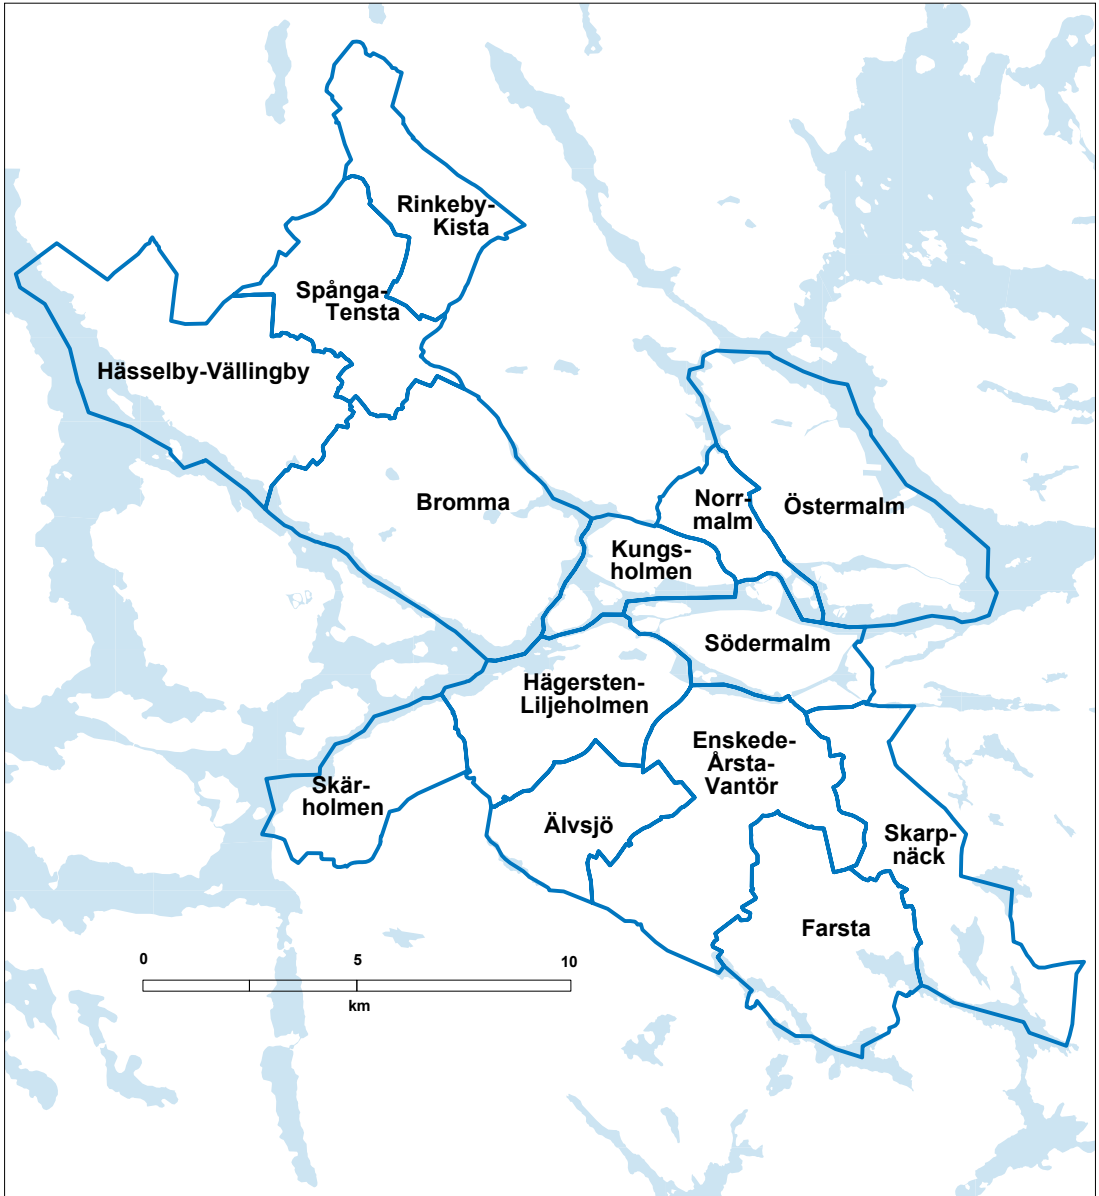 Rinkeby-
Kista
Spånga-
Tensta
Hässelby-Vällingby
Bromma
Norr-
malm
Östermalm
Kungs-
holmen
Södermalm
Hägersten-
Liljeholmen
Enskede-
Årsta-
Vantör
Skär-
holmen
Älvsjö
Skarp-
näck
Farsta
0 5 10
km